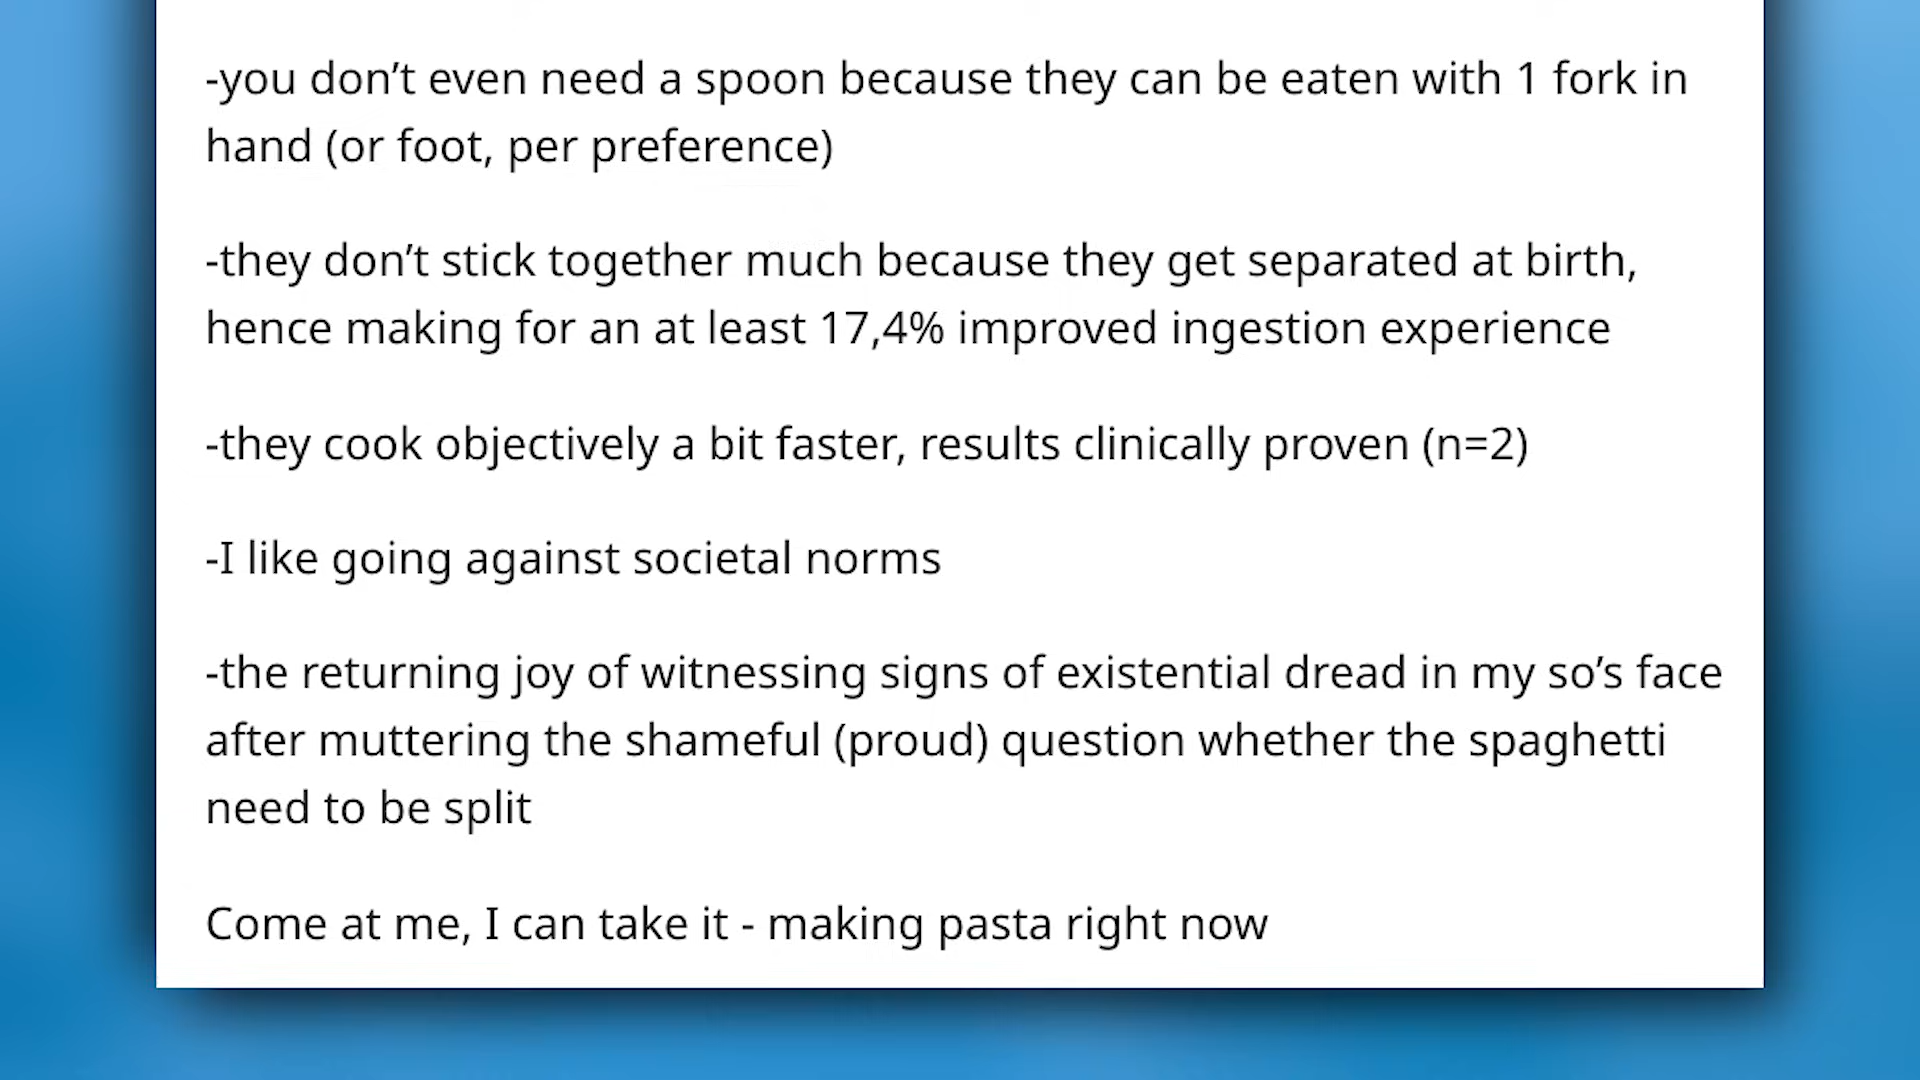 -you don’t even need a spoon because they can be eaten with 1 fork in
hand (or foot, per preference)
-they don’t stick together much because they get separated at birth,
hence making for an at least 17,4% improved ingestion experience
-they cook objectively a bit faster, results clinically proven (n=2)
-I like going against societal norms
-the returning joy of witnessing signs of existential dread in my so’s face
after muttering the shameful (proud) question whether the spaghetti
need to be split
Come at me, I can take it - making pasta right now